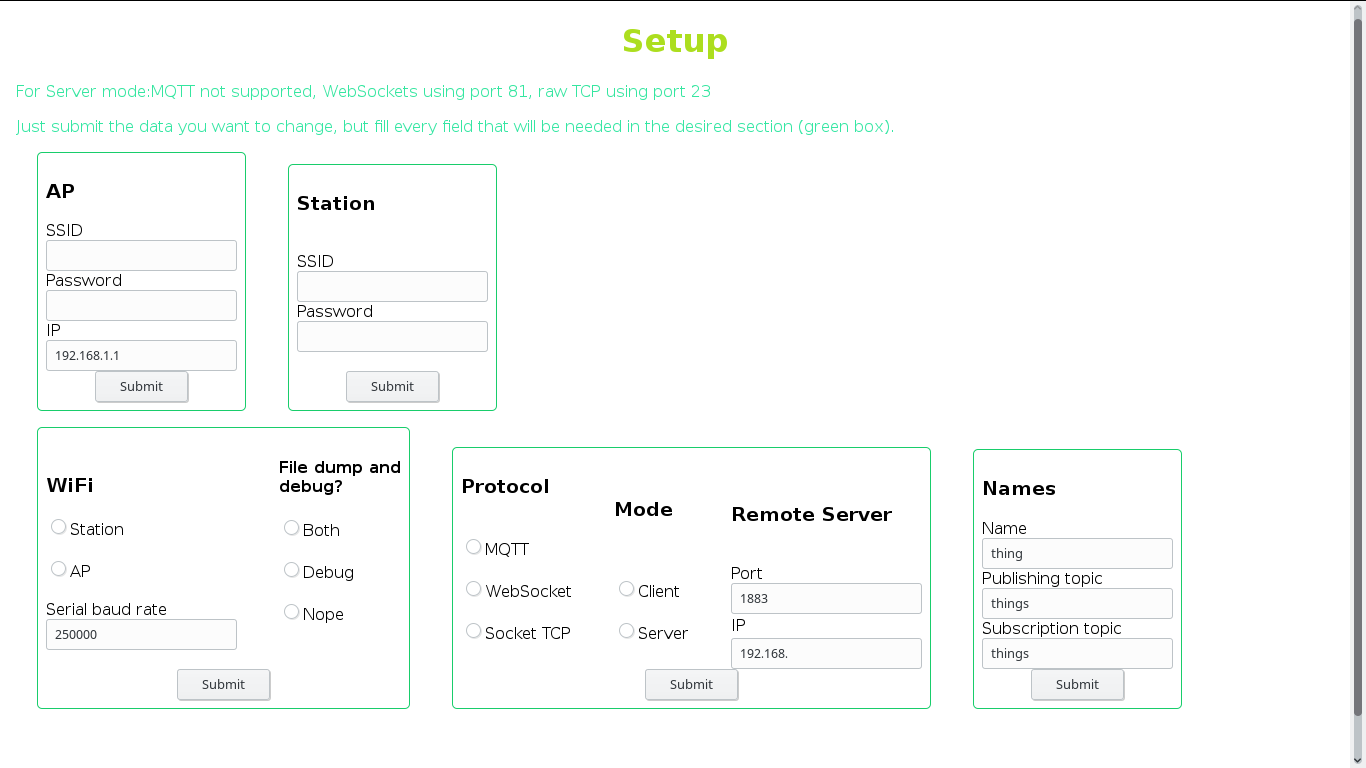 Setup
For Server mode:MQTT not supported, WebSockets using port 81, raw TCP using port 23
Just submit the data you want to change, but fill every field that will be needed in the desired section (green box).
AP
SSID
Password
IP
192.168.1.1
Submit
Station
SSID
Password
Submit
WiFi
Station
AP
Serial baud rate
250000
File dump and
debug?
Both
Debug
Nope
Submit
Protocol
MQTT
WebSocket
Socket TCP
Mode
Client
Server
Remote Server
Port
1883
IP
192.168.
Submit
Names
Name
thing
Publishing topic
things
Subscription topic
things
Submit